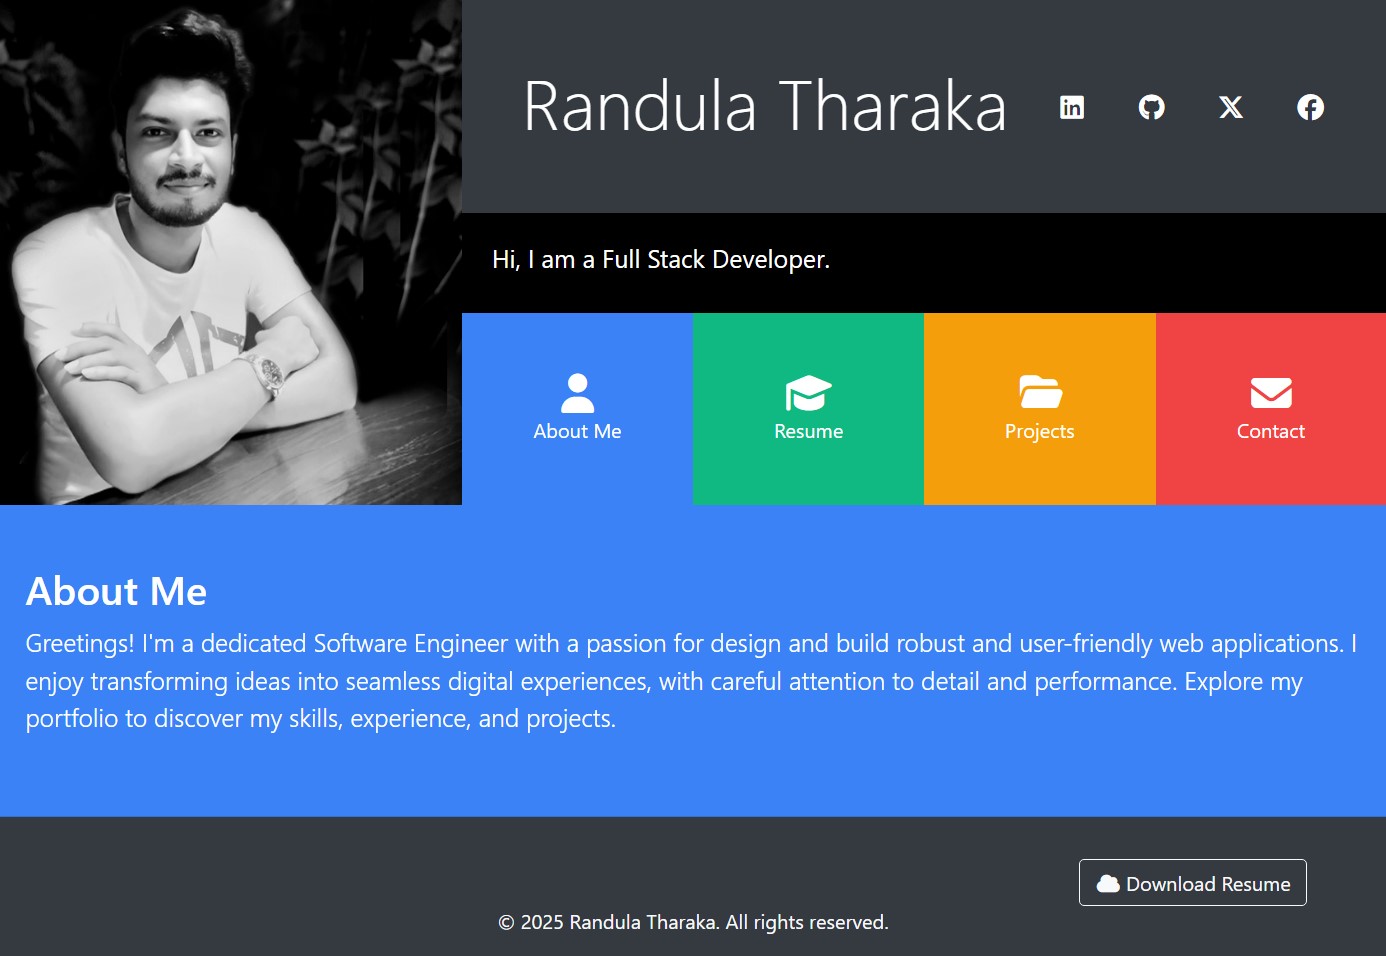 Randula Tharaka
Hi, I am a Full Stack Developer.
About Me
Resume
Projects
Contact
About Me
Greetings! I'm a dedicated Software Engineer with a passion for design and build robust and user-friendly web applications. I
enjoy transforming ideas into seamless digital experiences, with careful attention to detail and performance. Explore my
portfolio to discover my skills, experience, and projects.
Download Resume
© 2025 Randula Tharaka. All rights reserved.